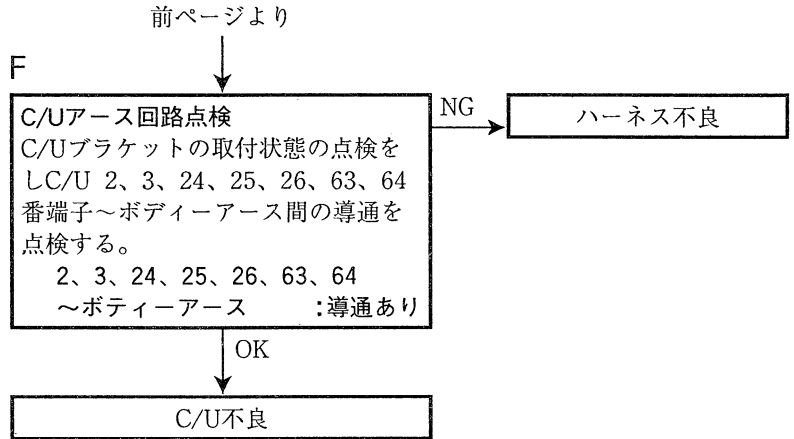 前ページより
F
C/Uアース回路点検
C/Uブラケットの取付状態の点検を
しC/U 2、3、24、25、26、63、64
番端子～ボディーアース間の導通を
点検する。
2、3、24、25、26、63、64
～ボティーアース :導通あり
NG
ハーネス不良
OK
C/U不良